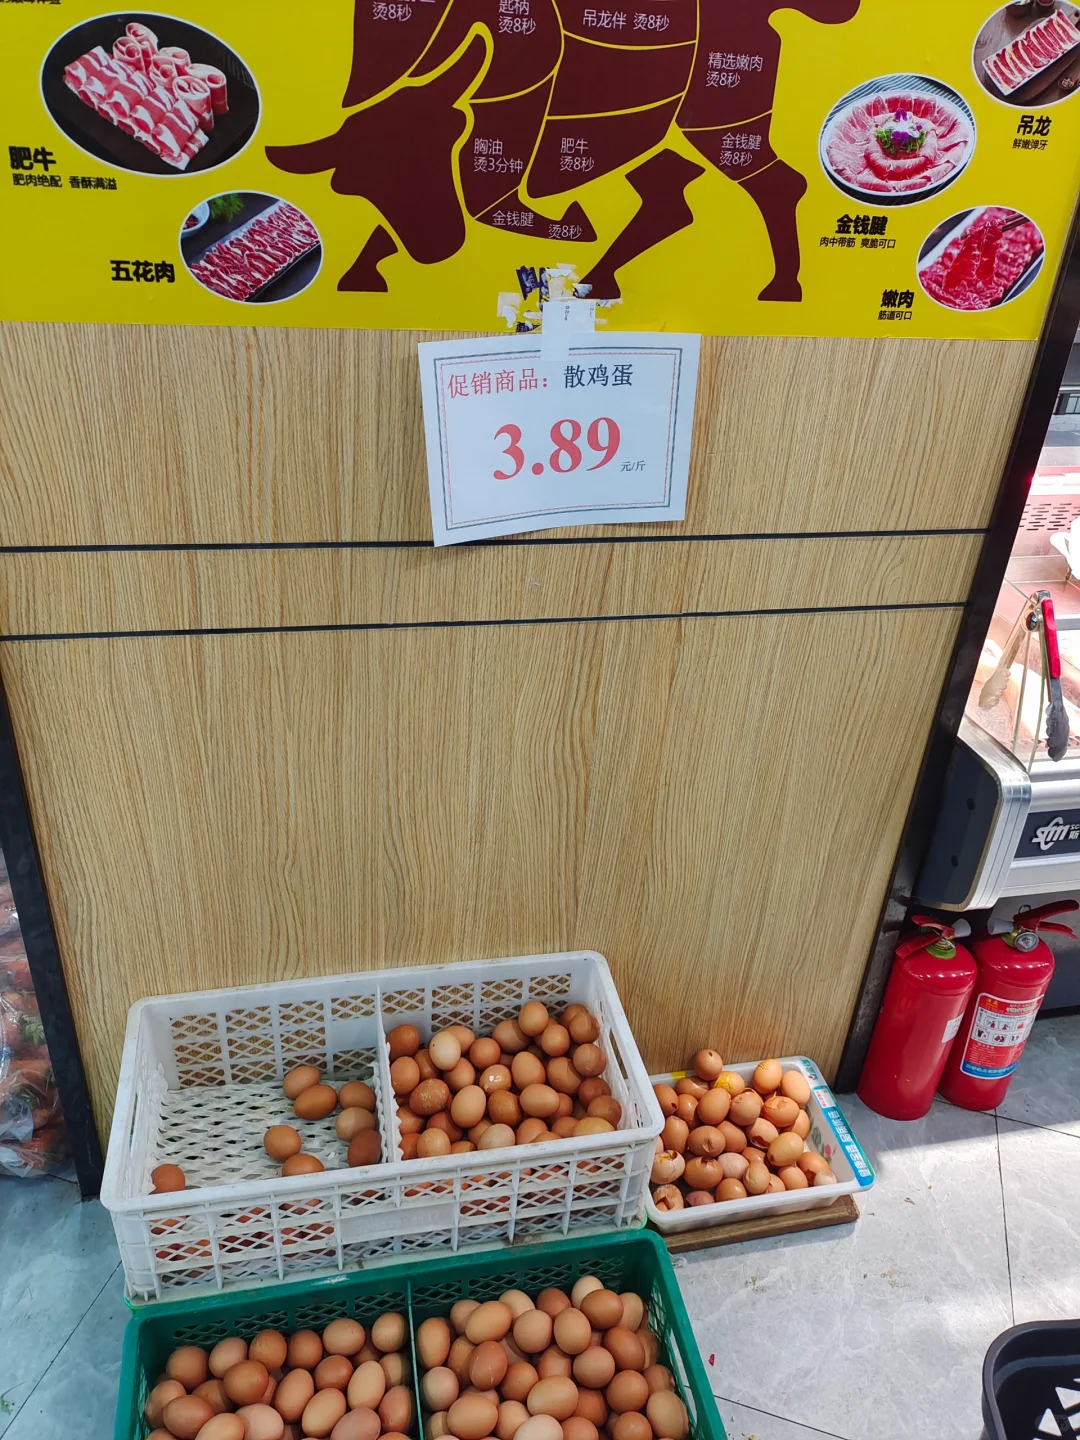 烫8秒
匙柄
烫8秒
吊龙伴 烫8秒
精选嫩肉
烫8秒
胸油
烫3分钟
肥牛
烫8秒
金钱腱
烫8秒
金钱腱 烫8秒
肥牛
肥肉绝配 香酥满溢
五花肉
吊龙
鲜嫩弹牙
金钱腱
肉中带筋 爽脆可口
嫩肉
筋道可口
促销商品：散鸡蛋
3.89 元/斤